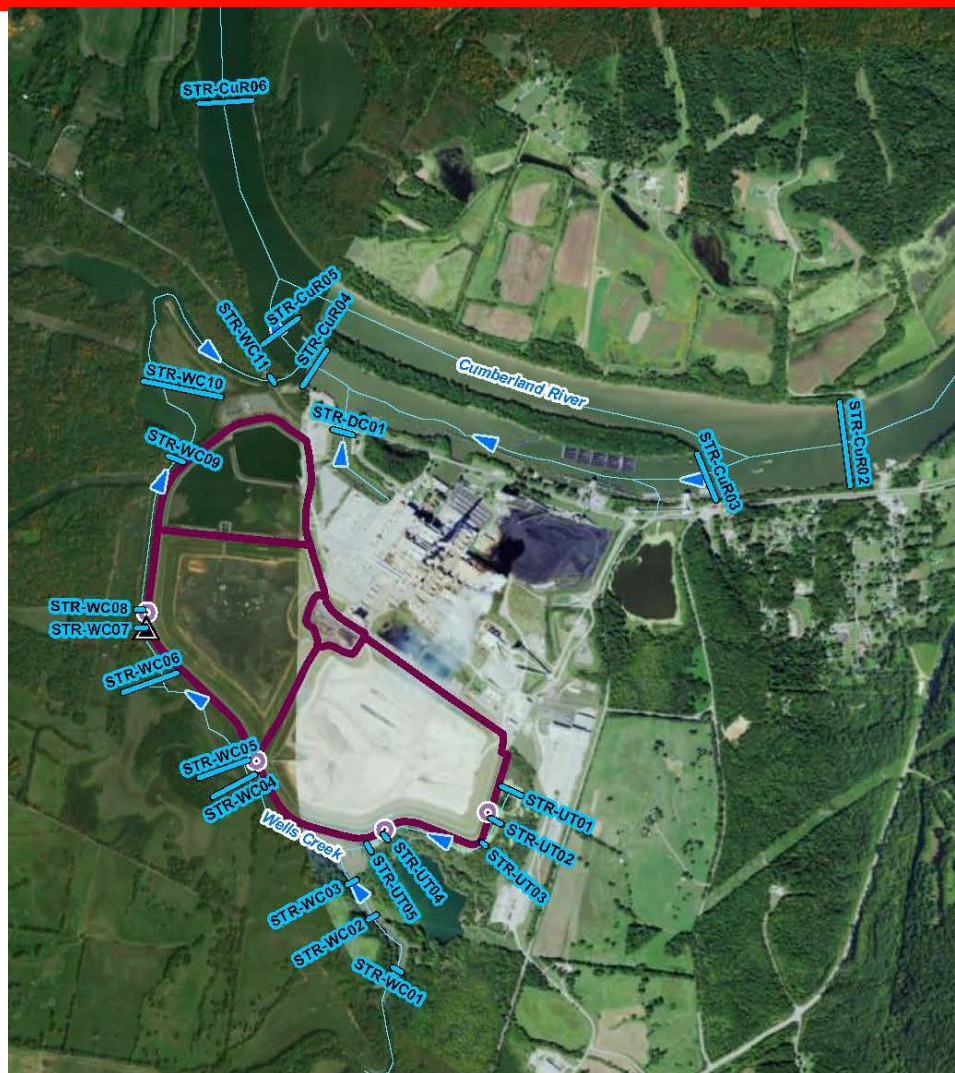 STR-CuR06
STR-CuR05
STR-WC11
STR-CuR04
Cumberland River
STR-WC10
STR-DC01
STR-CuR02
STR-WC09
STR-CuR03
STR-WC08
STR-WC07
STR-WC06
STR-WC05
STR-WC04
STR-UT01
STR-UT02
Wells Creek
STR-UT04
STR-UT03
STR-UT05
STR-WC03
STR-WC02
STR-WC01